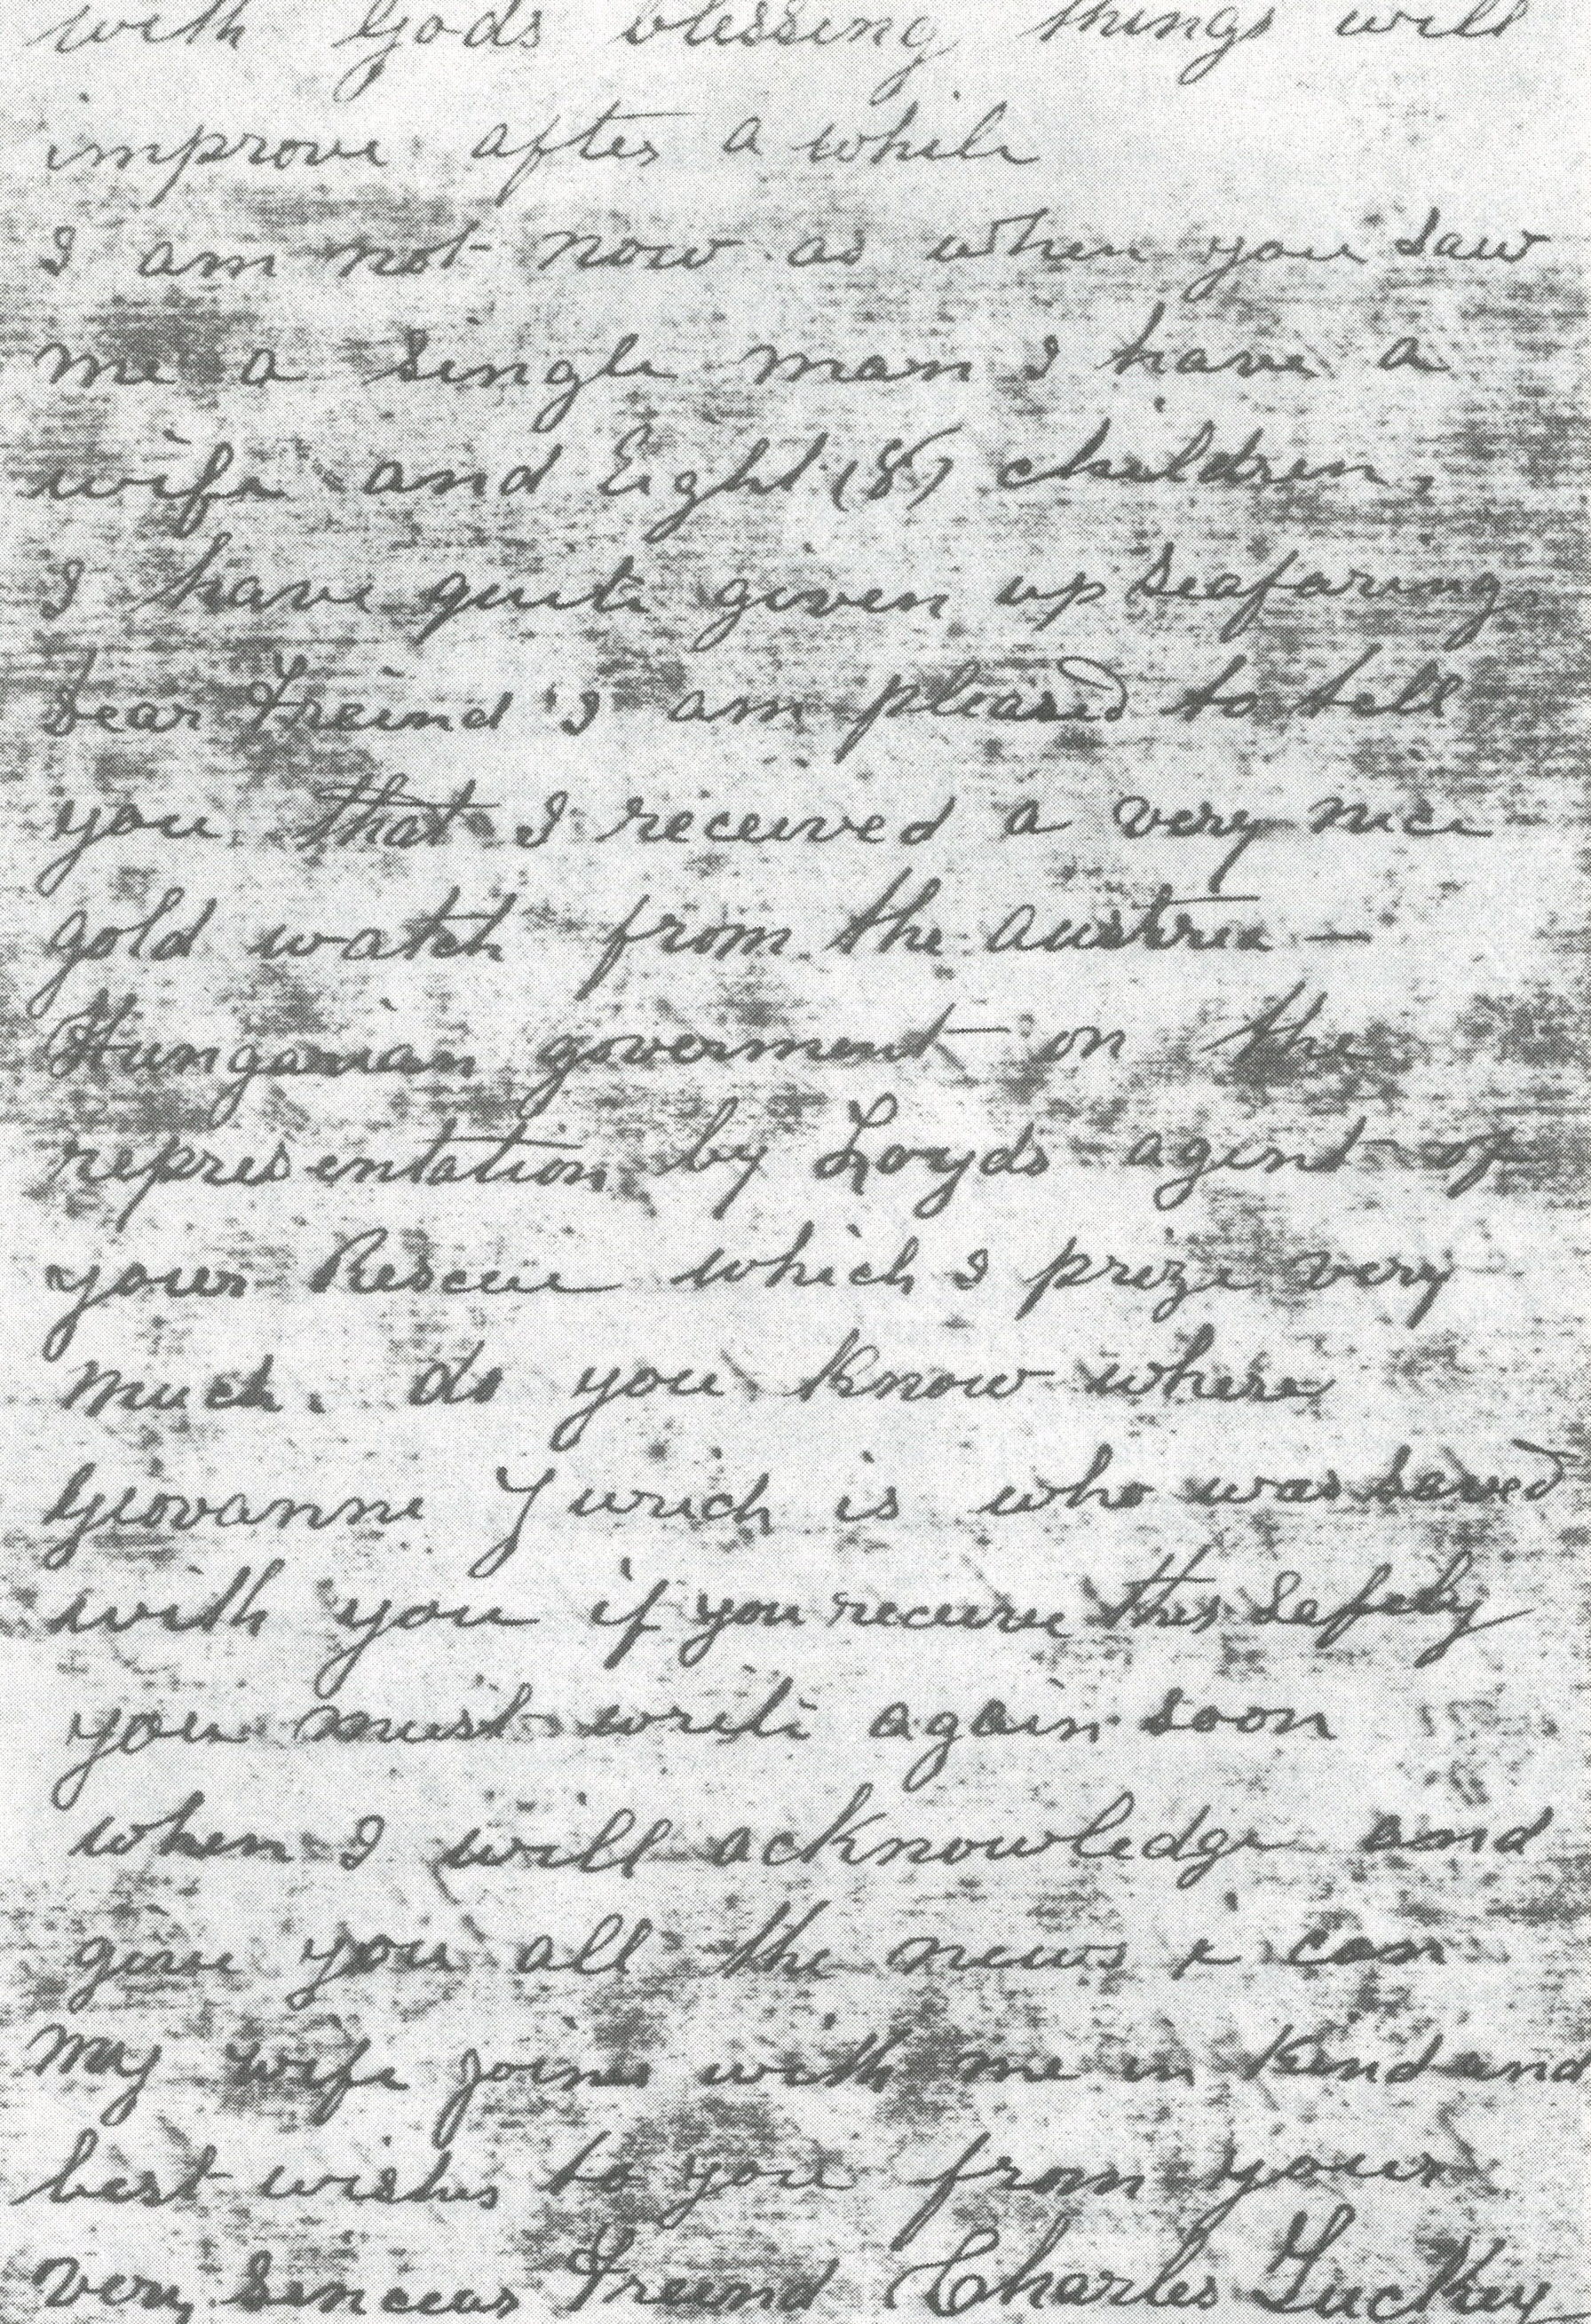 with Gods blessing things will
improve after a while
I am not now as when you saw
me a single man I have a
wife and Eight (8) children,
I have quite given up seafaring,
dear Freind I am pleased to tell
you that I received a very nice
gold watch from the austria —
Hungarian goverment — on the
representation by Loyds agent of
your Rescue which I prize very
much. do you know where
Giovanni Jurich is who was saved
with you if you receive this safely
you must write again soon
when I will acknowledge and
give you all the news i can
my wife joines with me in kind and
best wishes to you from your
very sincear Freind Charles Tuckey